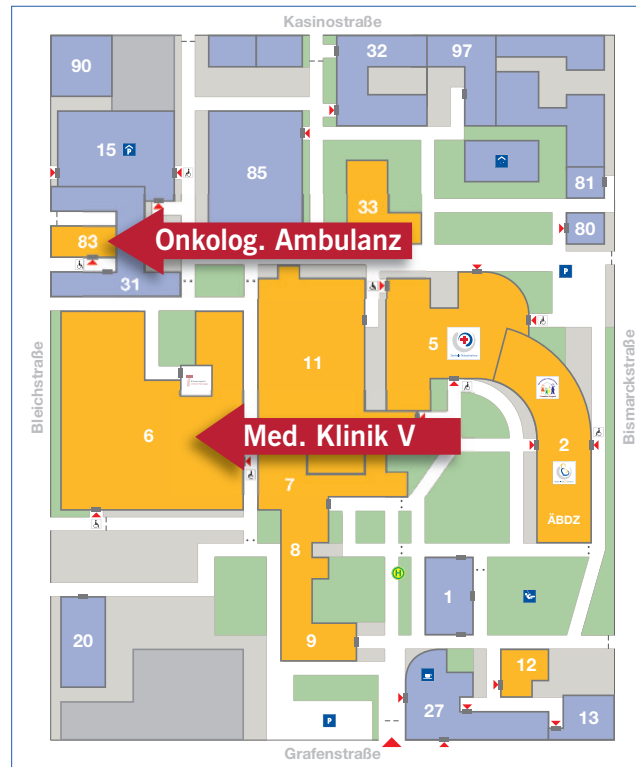 Kasinostraße
90
32
97
15
P
85
81
33
80
83
Onkolog. Ambulanz
31
P
5
11
Bleichstraße
Bismarckstraße
6
Med. Klinik V
2
7
ÄBDZ
8
H
1
20
9
12
27
13
P
Grafenstraße